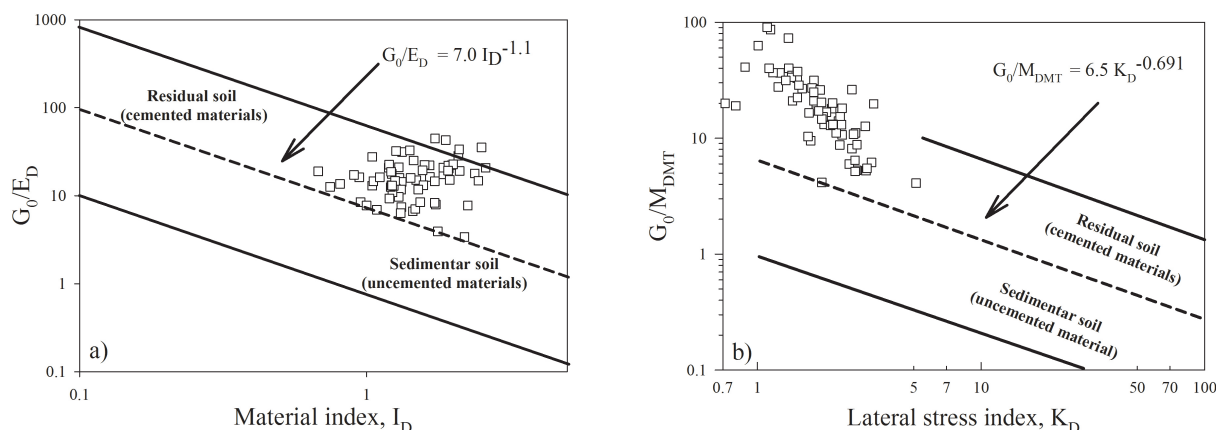 1000
100
10
1
0.1
G0/ED
G0/ED = 7.0 ID-1.1
Residual soil
(cemented materials)
Sedimentar soil
(uncemented materials)
a)
0.1
1
Material index, ID
100
10
1
0.1
G0/MDMT
G0/MDMT = 6.5 KD-0.691
Residual soil
(cemented materials)
Sedimentar soil
(uncemented material)
b)
0.7
1
5
7
10
50
70
100
Lateral stress index, KD